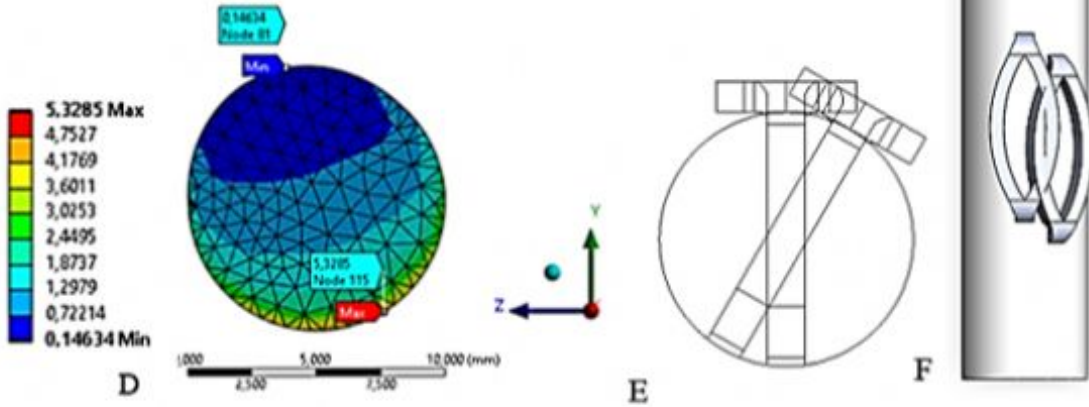 0,14634
Node 81
Min
5,3285 Max
4,7527
4,1769
3,6011
3,0253
2,4495
1,8737
1,2979
0,72214
0,14634 Min
5,3285
Node 515
Max
Y
Z
,000
5,000
10,000 (mm)
2,500
7,500
D
E
F